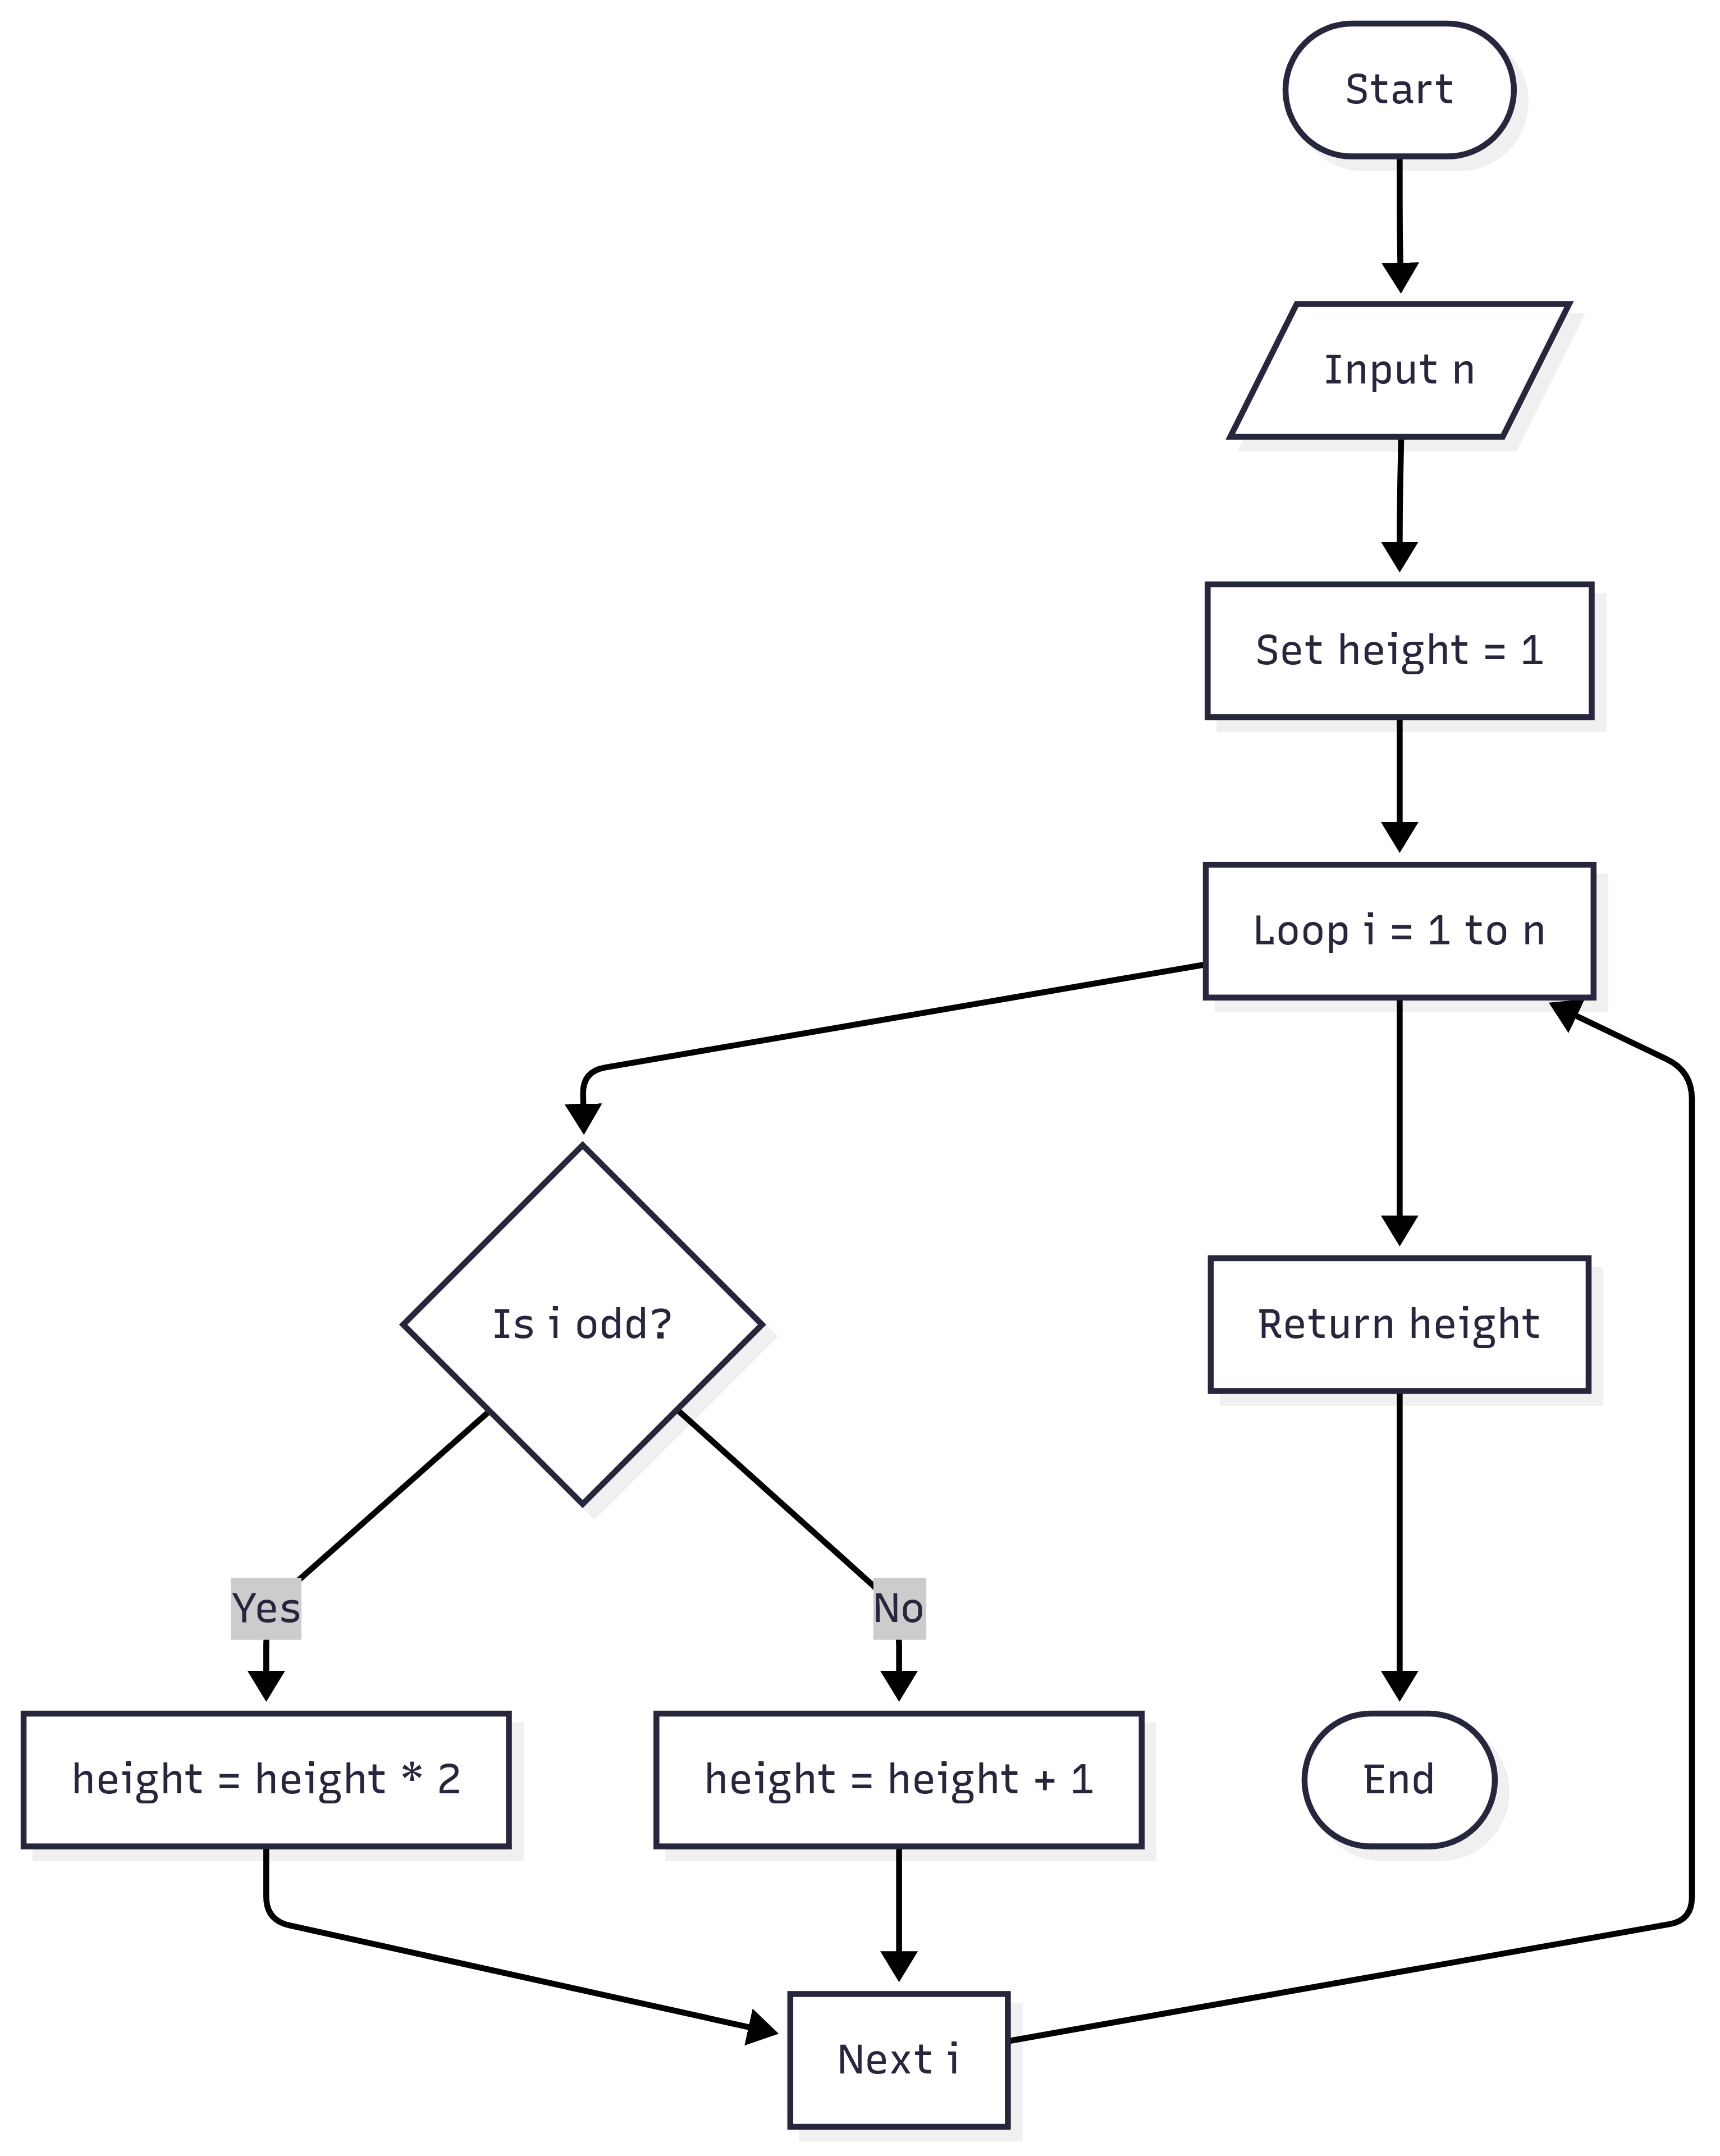 Start
Input n
Set height = 1
Loop i = 1 to n
Is i odd?
Return height
Yes
No
height = height * 2
height = height + 1
End
Next i